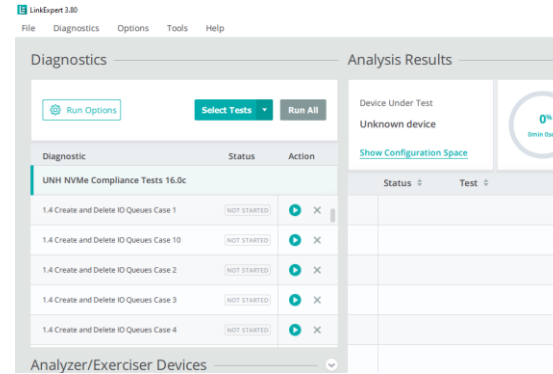 LinkExpert 3.80
File Diagnostics Options Tools Help
Diagnostics
Run Options
Select Tests
Run All
Diagnostic Status Action
UNH NVMe Compliance Tests 16.0c
1.4 Create and Delete IO Queues Case 1 NOT STARTED
1.4 Create and Delete IO Queues Case 10 NOT STARTED
1.4 Create and Delete IO Queues Case 2 NOT STARTED
1.4 Create and Delete IO Queues Case 3 NOT STARTED
1.4 Create and Delete IO Queues Case 4 NOT STARTED
Analyzer/Exerciser Devices
Analysis Results
Device Under Test
Unknown device
Show Configuration Space
0%
0min 0se
Status Test